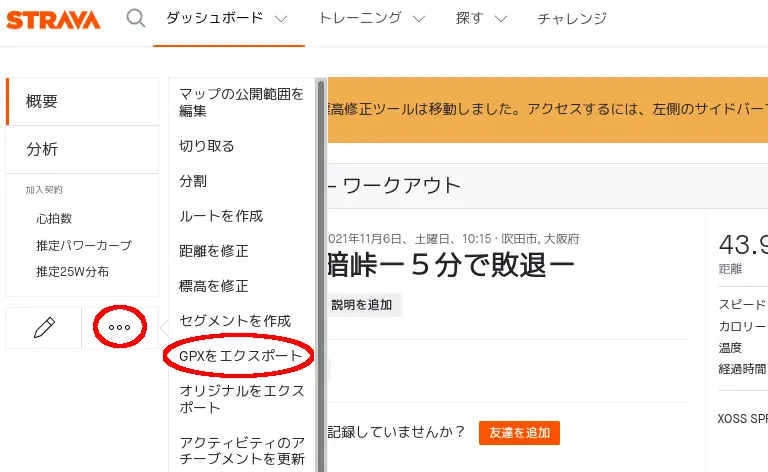 STRAVA
ダッシュボード
トレーニング
探す
チャレンジ
概要
分析
加入契約
心拍数
推定パワーカーブ
推定25W分布
マップの公開範囲を
編集
切り取る
分割
ルートを作成
距離を修正
標高を修正
セグメントを作成
GPXをエクスポート
オリジナルをエクス
ポート
アクティビティのア
チーブメントを更新
標高修正ツールは移動しました。アクセスするには、左側のサイドバー
– ワークアウト
2021年11月6日、土曜日、10:15 · 吹田市, 大阪府
暗峠ー５分で敗退ー
説明を追加
記録していませんか？
友達を追加
43.9
距離
スピード
カロリー
温度
経過時間
XOSS SP